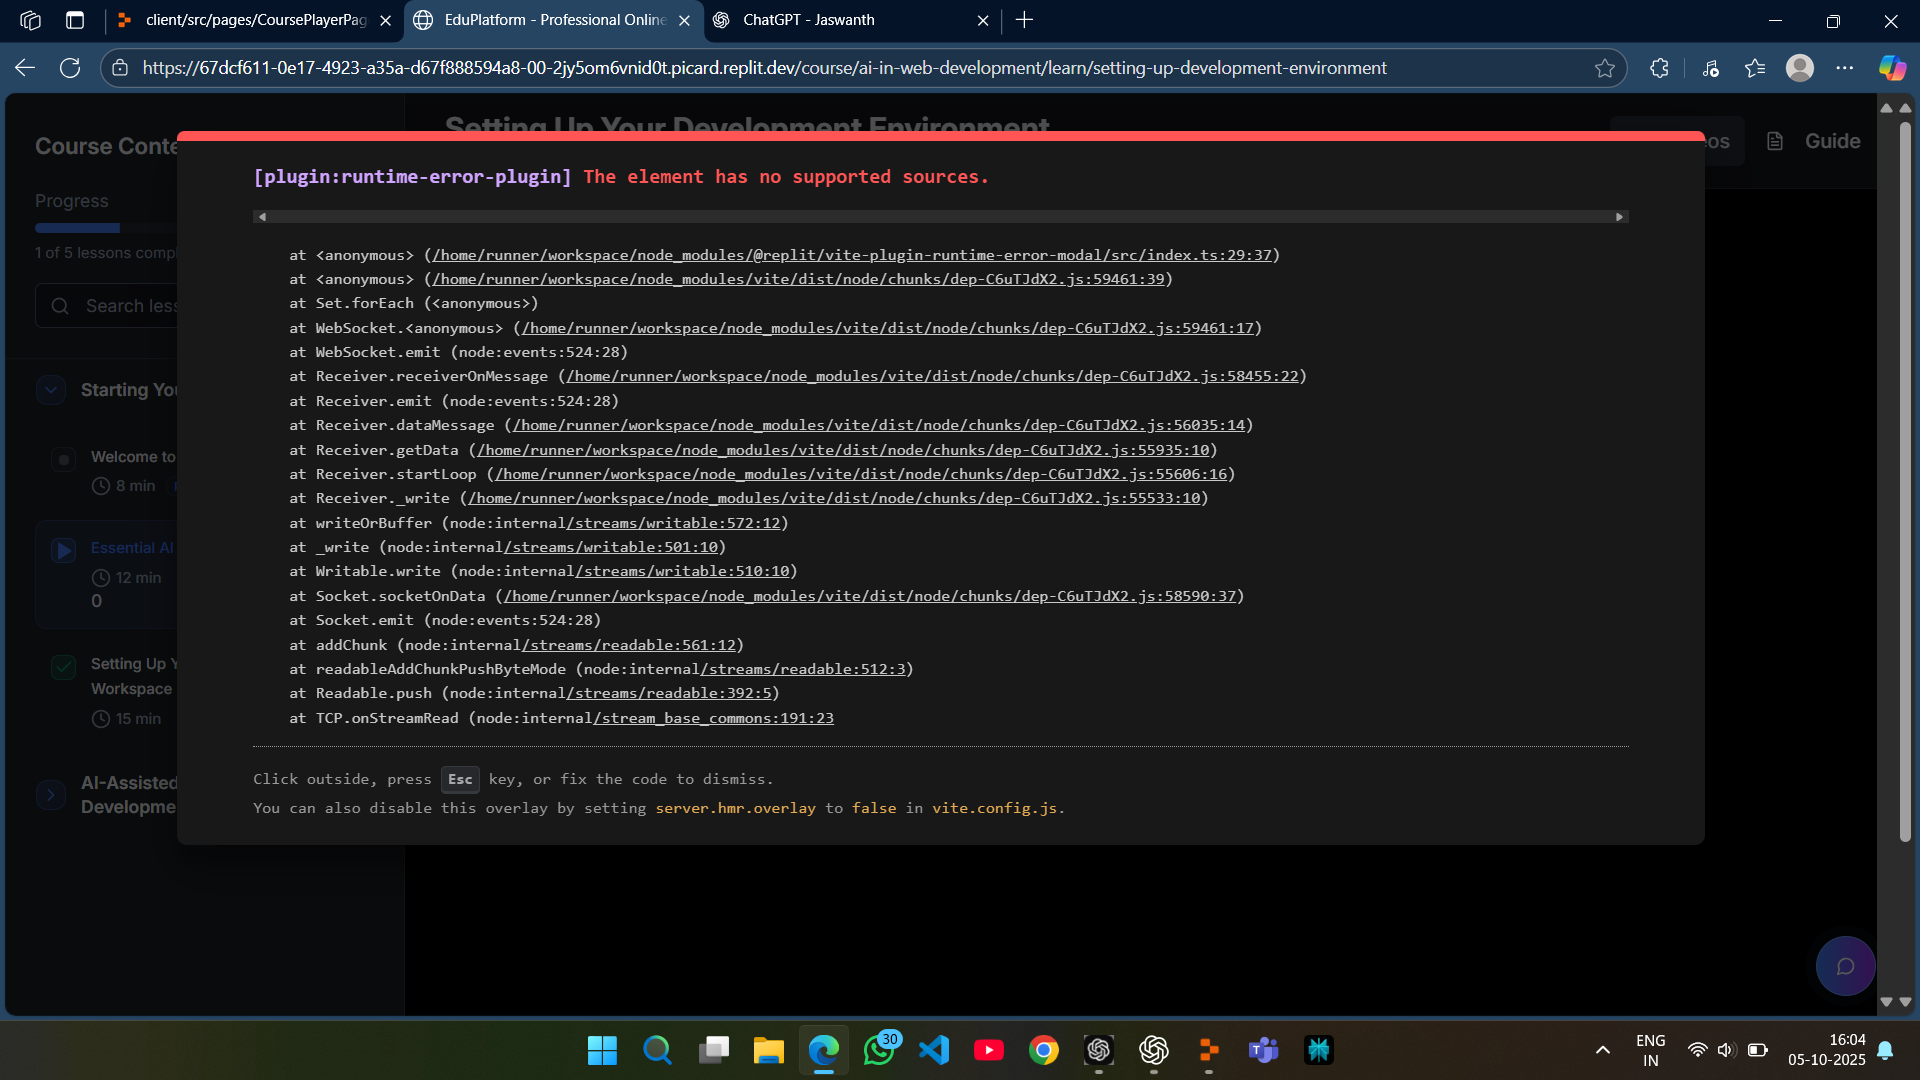 client/src/pages/CoursePlayerPag
EduPlatform - Professional Online
ChatGPT - Jaswanth
https://67dcf611-0e17-4923-a35a-d67f888594a8-00-2jy5om6vnid0t.picard.replit.dev/course/ai-in-web-development/learn/setting-up-development-environment
Course Conte
Setting Up Your Development Environment
Guide
Progress
1 of 5 lessons compl
Search less
Starting You
Welcome to
8 min
Essential AI
12 min
0
Setting Up Y
Workspace
15 min
AI-Assisted
Developme
[plugin:runtime-error-plugin] The element has no supported sources.
at <anonymous> (/home/runner/workspace/node_modules/@replit/vite-plugin-runtime-error-modal/src/index.ts:29:37)
at <anonymous> (/home/runner/workspace/node_modules/vite/dist/node/chunks/dep-C6uTJdX2.js:59461:39)
at Set.forEach (<anonymous>)
at WebSocket.<anonymous> (/home/runner/workspace/node_modules/vite/dist/node/chunks/dep-C6uTJdX2.js:59461:17)
at WebSocket.emit (node:events:524:28)
at Receiver.receiverOnMessage (/home/runner/workspace/node_modules/vite/dist/node/chunks/dep-C6uTJdX2.js:58455:22)
at Receiver.emit (node:events:524:28)
at Receiver.dataMessage (/home/runner/workspace/node_modules/vite/dist/node/chunks/dep-C6uTJdX2.js:56035:14)
at Receiver.getData (/home/runner/workspace/node_modules/vite/dist/node/chunks/dep-C6uTJdX2.js:55935:10)
at Receiver.startLoop (/home/runner/workspace/node_modules/vite/dist/node/chunks/dep-C6uTJdX2.js:55606:16)
at Receiver._write (/home/runner/workspace/node_modules/vite/dist/node/chunks/dep-C6uTJdX2.js:55533:10)
at writeOrBuffer (node:internal/streams/writable:572:12)
at _write (node:internal/streams/writable:501:10)
at Writable.write (node:internal/streams/writable:510:10)
at Socket.socketOnData (/home/runner/workspace/node_modules/vite/dist/node/chunks/dep-C6uTJdX2.js:58590:37)
at Socket.emit (node:events:524:28)
at addChunk (node:internal/streams/readable:561:12)
at readableAddChunkPushByteMode (node:internal/streams/readable:512:3)
at Readable.push (node:internal/streams/readable:392:5)
at TCP.onStreamRead (node:internal/stream_base_commons:191:23
Click outside, press Esc key, or fix the code to dismiss.
You can also disable this overlay by setting server.hmr.overlay to false in vite.config.js.
30
ENG
IN
16:04
05-10-2025